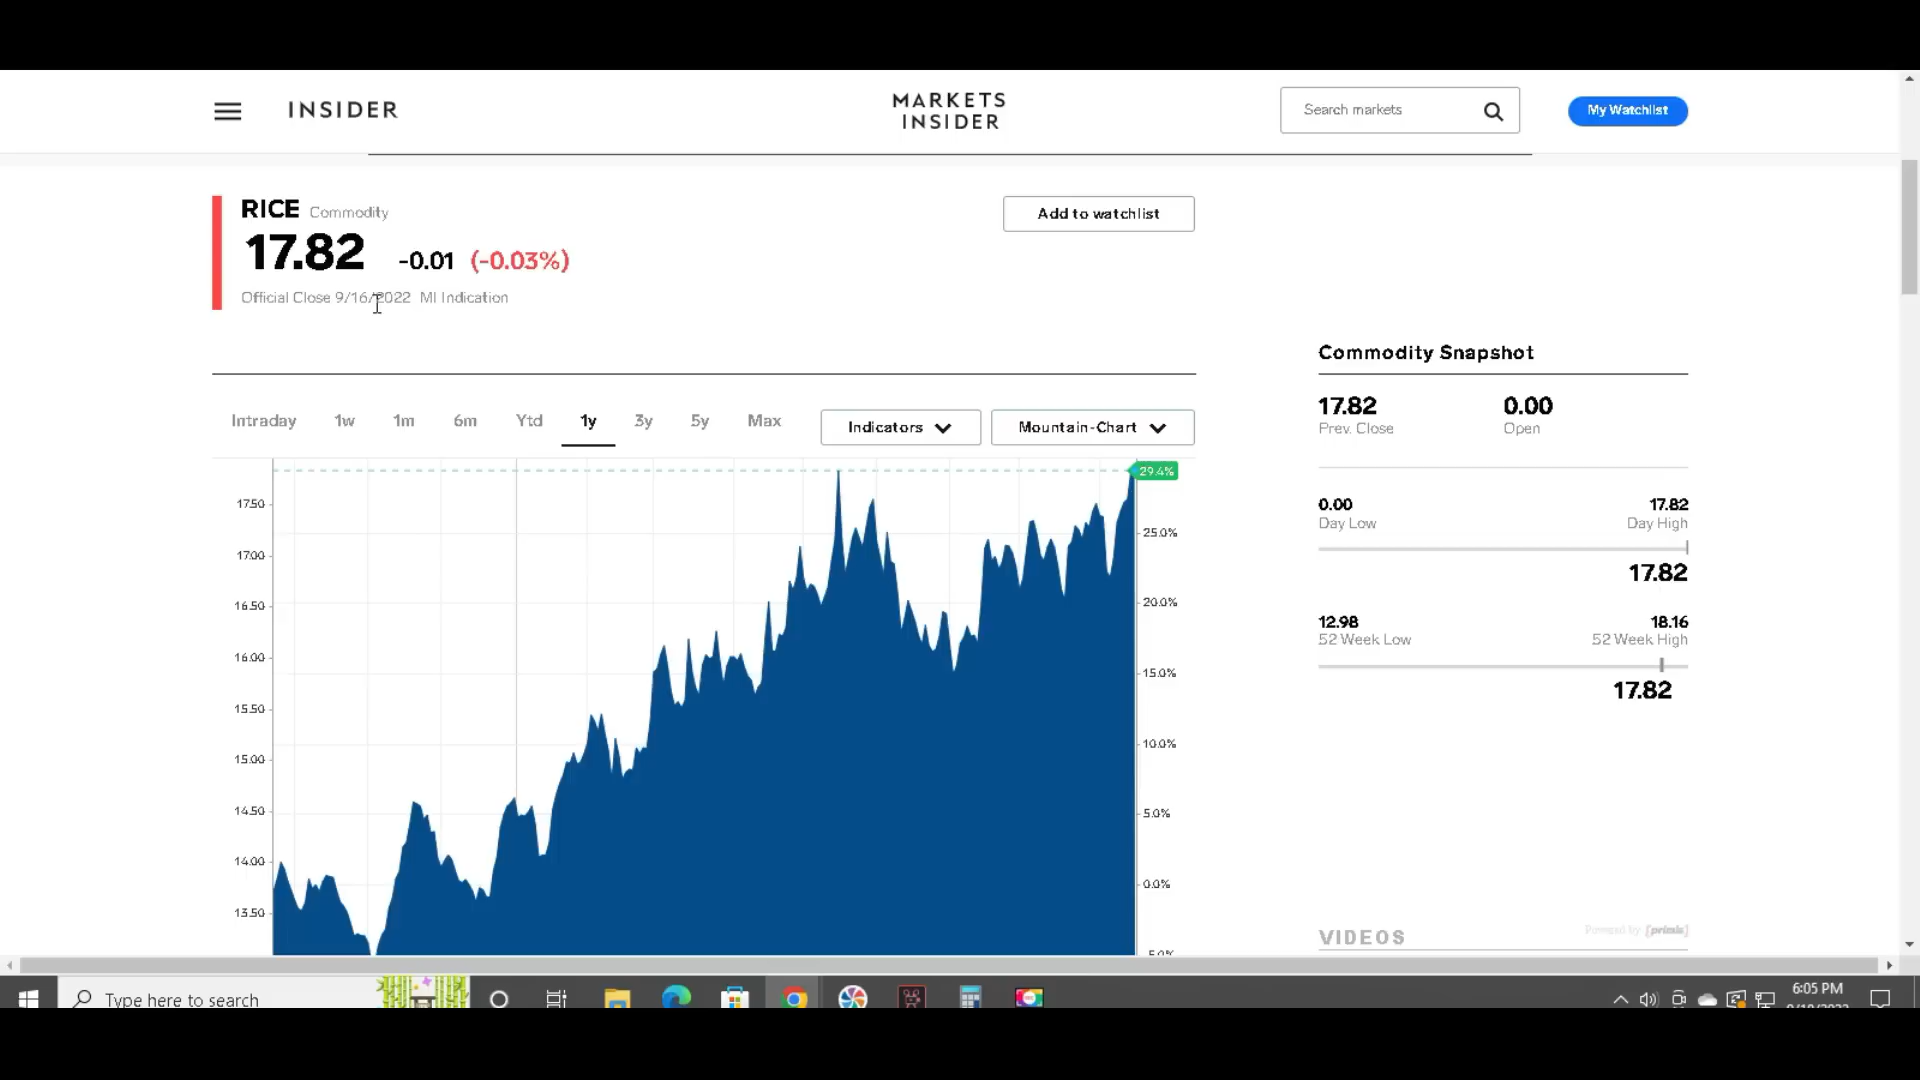 INSIDER
MARKETS
INSIDER
Search markets
My Watchlist
RICE Commodity
Add to watchlist
17.82 -0.01 (-0.03%)
Official Close 9/16/2022 MI Indication
Commodity Snapshot
17.82 0.00
Prev. Close Open
Intraday 1w 1m 6m Ytd 1y 3y 5y Max Indicators Mountain-Chart
29.4%
17.50
17.00
16.50
16.00
15.50
15.00
14.50
14.00
13.50
25.0%
20.0%
15.0%
10.0%
5.0%
0.0%
0.00 17.82
Day Low Day High
17.82
12.98 18.16
52 Week Low 52 Week High
17.82
VIDEOS
Powered by [primis]
Type here to search
6:05 PM